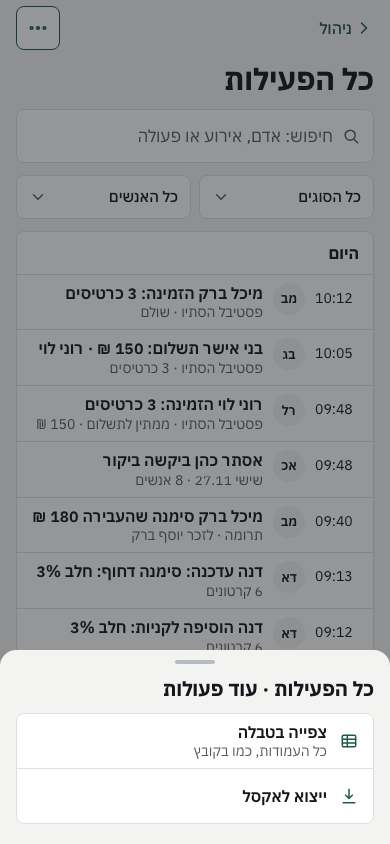 ניהול
כל הפעילות
חיפוש: אדם, אירוע או פעולה
כל הסוגים
כל האנשים
היום
10:12 מב מיכל ברק הזמינה: 3 כרטיסים
פסטיבל הסתיו · שולם
10:05 בג בני אישר תשלום: 150 ₪ · רוני לוי
פסטיבל הסתיו · 3 כרטיסים
09:48 רל רוני לוי הזמינה: 3 כרטיסים
פסטיבל הסתיו · ממתין לתשלום · 150 ₪
09:48 אכ אסתר כהן ביקשה ביקור
שישי 27.11 · 8 אנשים
09:40 מב מיכל ברק סימנה שהעבירה 180 ₪
תרומה · לזכר יוסף ברק
09:13 דא דנה עדכנה: סימנה דחוף: חלב 3%
6 קרטונים
09:12 דא דנה הוסיפה לקניות: חלב 3%
6 קרטונים
כל הפעילות · עוד פעולות
צפייה בטבלה
כל העמודות, כמו בקובץ
ייצוא לאקסל